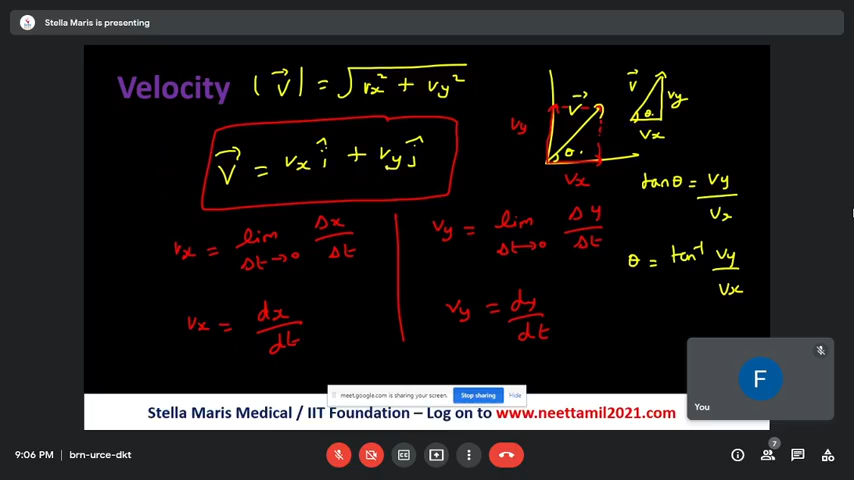 Stella Maris is presenting
Velocity |V⃗| = √(vx² + vy²)
V⃗ = vx î + vy ĵ
vx = lim Δt→0 Δx/Δt
vy = lim Δt→0 Δy/Δt
vx = dx/dt
vy = dy/dt
vy
V⃗
θ
vx
V⃗
vy
θ
vx
tanθ = vy/vx
θ = tan⁻¹ vy/vx
F
You
meet.google.com is sharing your screen. Stop sharing Hide
Stella Maris Medical / IIT Foundation – Log on to www.neettamil2021.com
9:06 PM | brn-urce-dkt
7